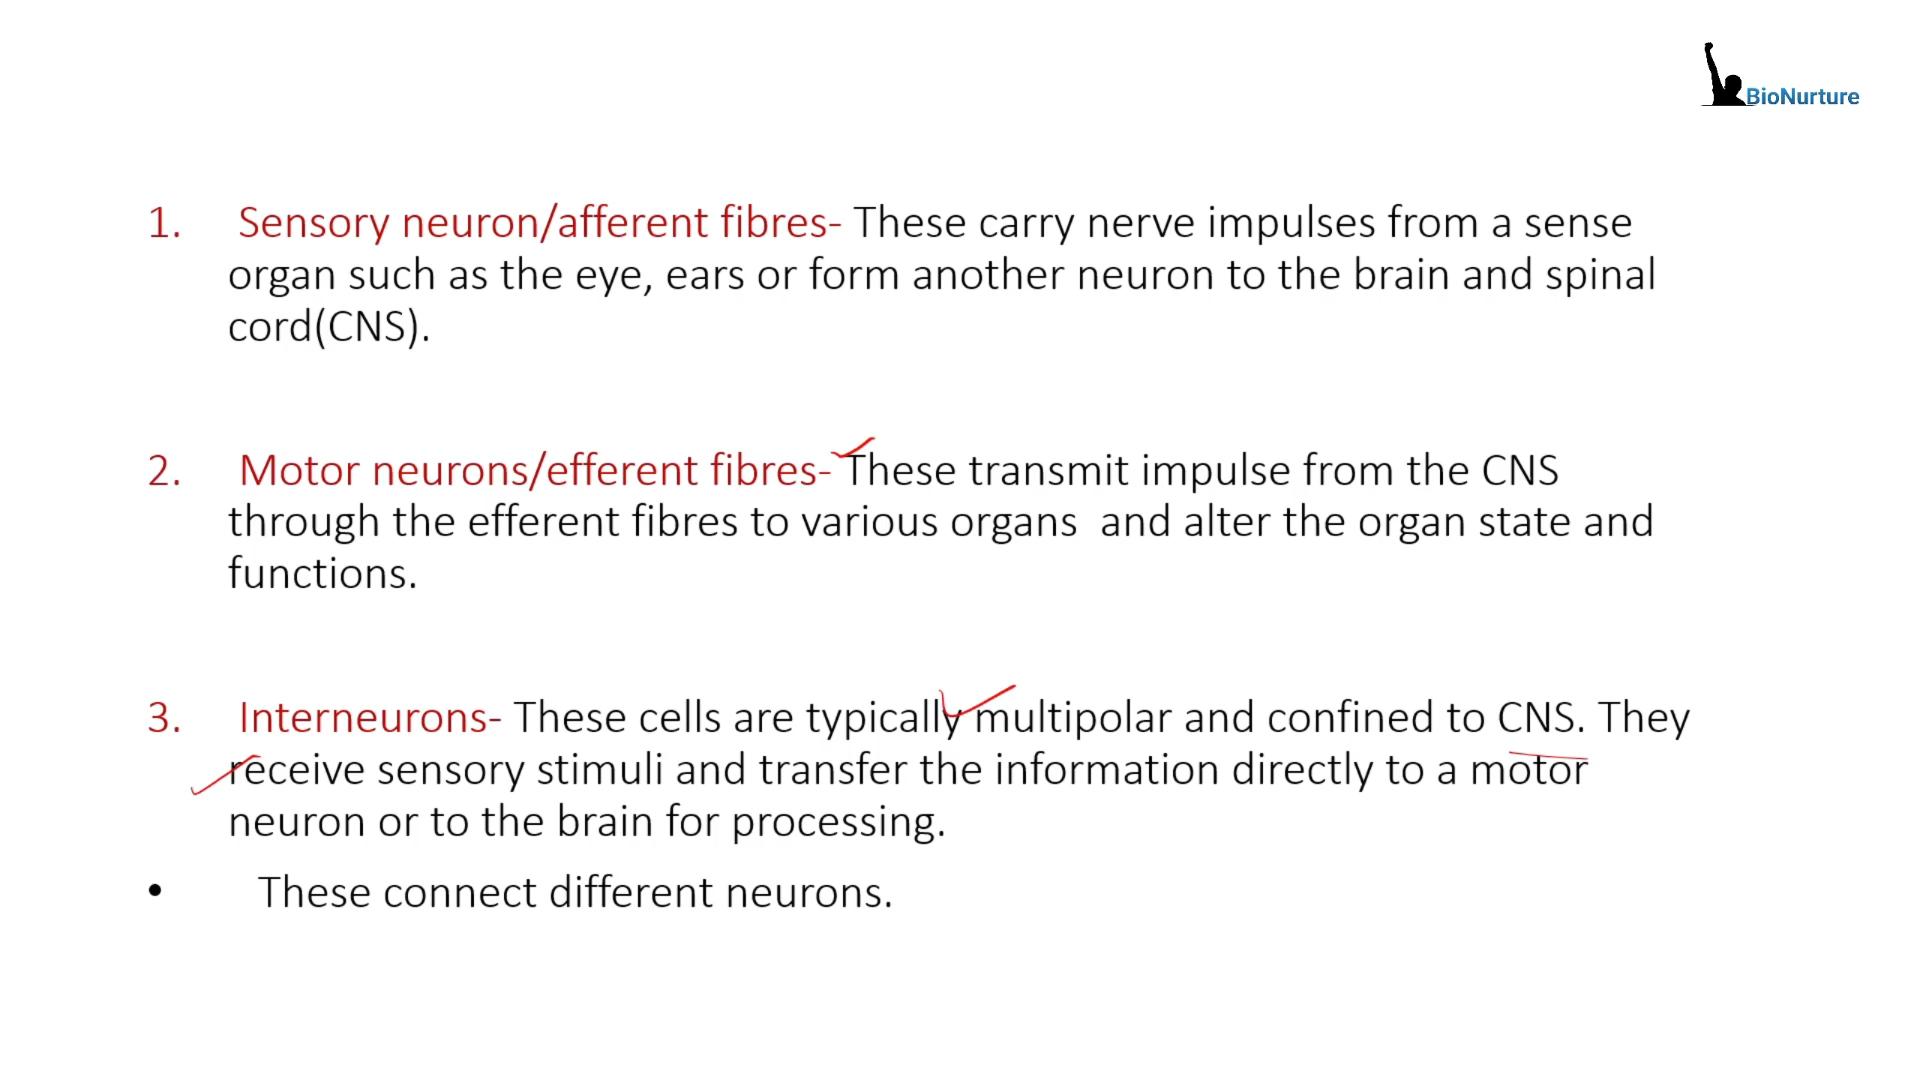 BioNurture
1. Sensory neuron/afferent fibres- These carry nerve impulses from a sense
organ such as the eye, ears or form another neuron to the brain and spinal
cord(CNS).
2. Motor neurons/efferent fibres- These transmit impulse from the CNS
through the efferent fibres to various organs and alter the organ state and
functions.
3. Interneurons- These cells are typically multipolar and confined to CNS. They
receive sensory stimuli and transfer the information directly to a motor
neuron or to the brain for processing.
• These connect different neurons.